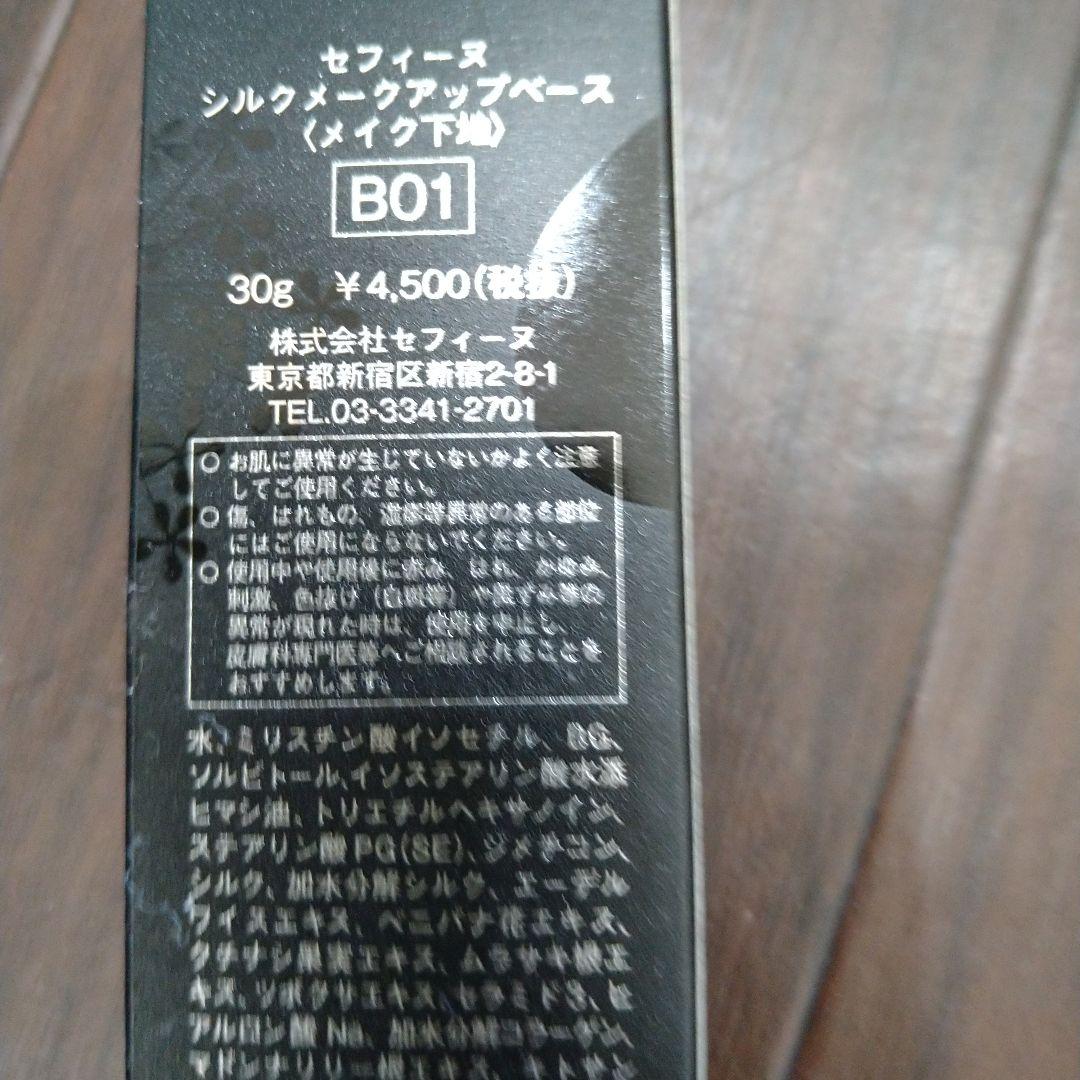 セフィーヌ
シルクメークアップベース
〈メイク下地〉
B01
30g ￥4,500(税抜)
株式会社セフィーヌ
東京都新宿区新宿2-8-1
TEL.03-3341-2701
○ お肌に異常が生じていないかよく注意
してご使用ください。
○ 傷、はれもの、湿疹等異常のある部位
にはご使用にならないでください。
○ 使用中や使用後に赤み、はれ、かゆみ、
刺激、色抜け（白斑等）や黒ずみ等の
異常が現れた時は、使用を中止し、
皮膚科専門医等へご相談されることを
おすすめします。
水、ミリスチン酸イソセチル、BG、
ソルビトール、イソステアリン酸水添
ヒマシ油、トリエチルヘキサノイン、
ステアリン酸PG(SE)、ジメチコン、
シルク、加水分解シルク、エーデル
ワイスエキス、ベニバナ花エキス、
クチナシ果実エキス、ムラサキ根エ
キス、ツボクサエキス、セラミド3、ヒ
アルロン酸Na、加水分解コラーゲン、
マドンナリリー根エキス、